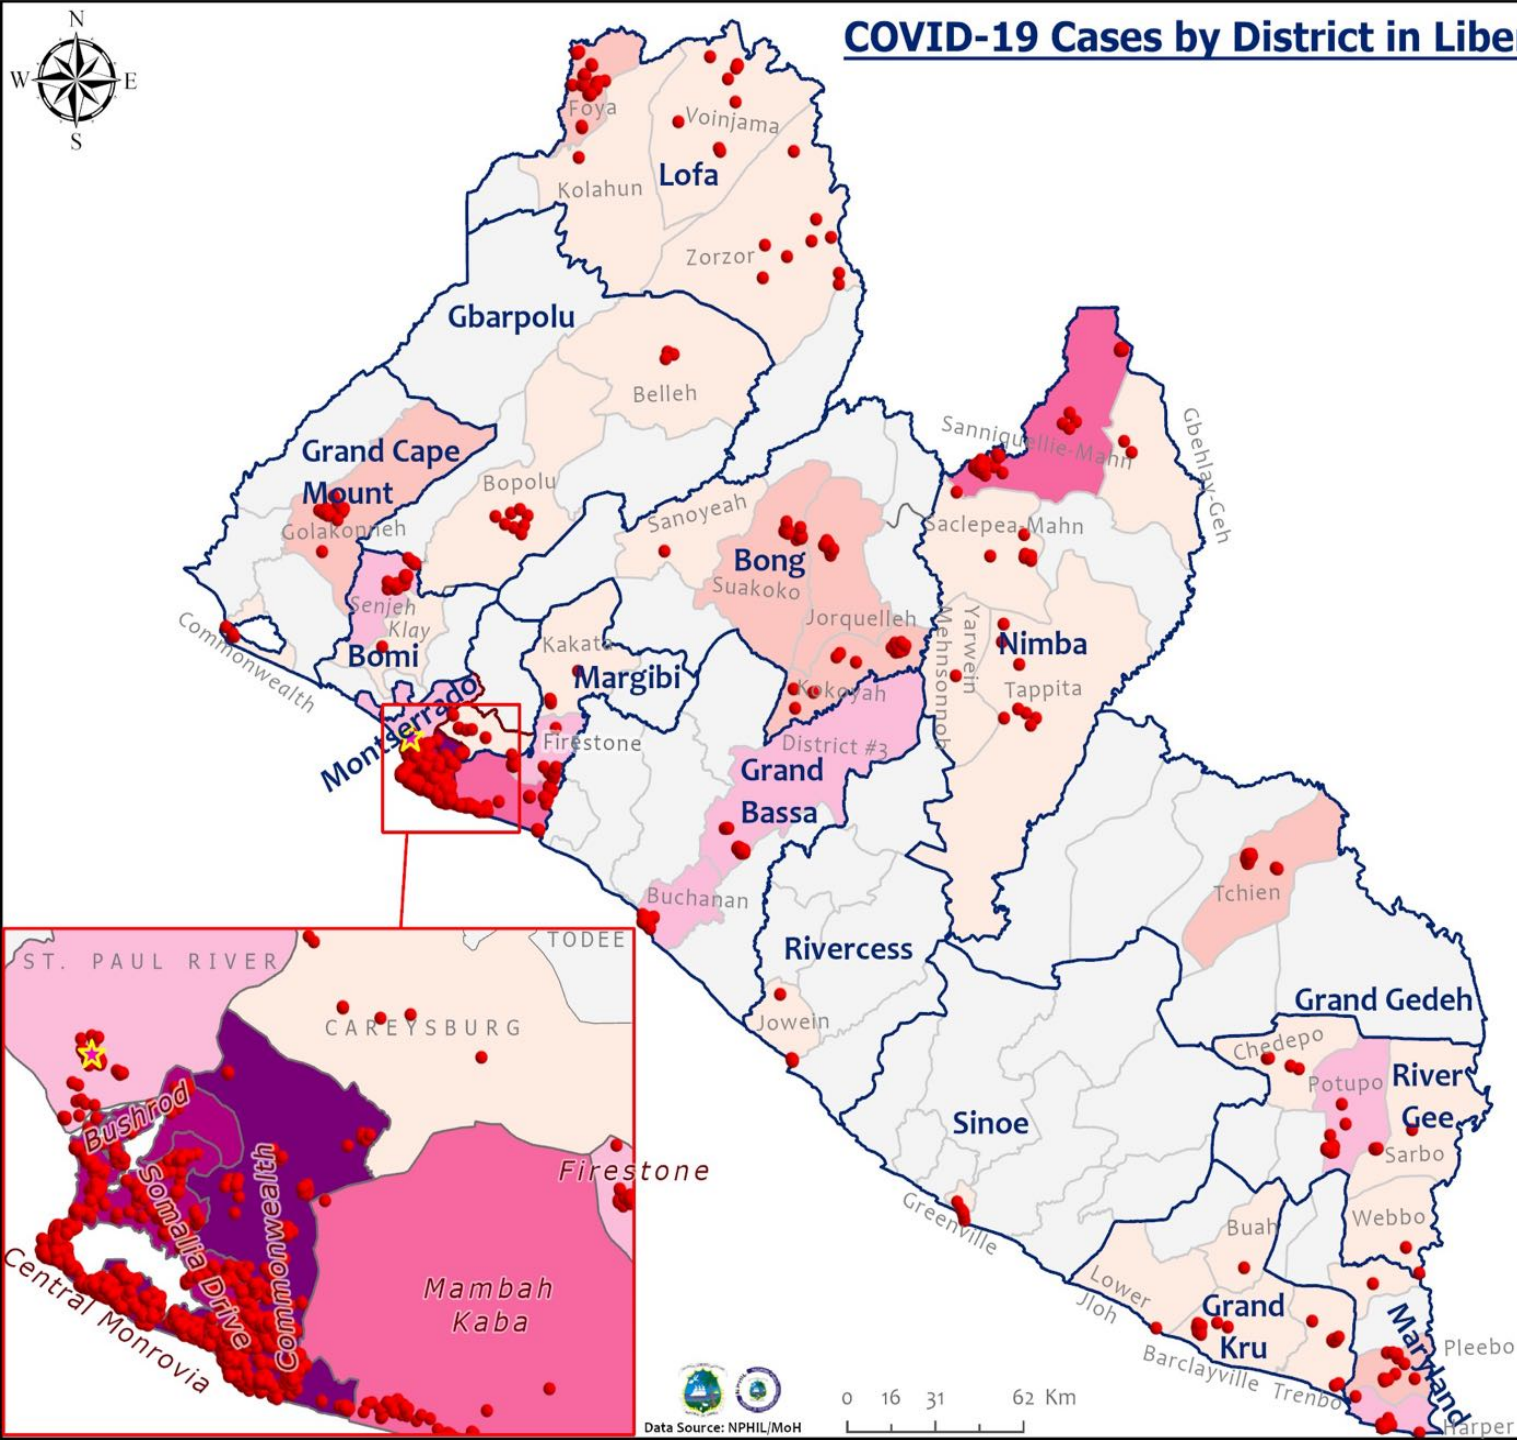 N
W E
S
COVID-19 Cases by District in Libe
Foya
Voinjama
Lofa
Kolahun
Zorzor
Gbarpolu
Belleh
Grand Cape
Mount
Golakonneh
Bopolu
Sanniquellie-Mahn
Gbehlay-Geh
Sanoyeah
Saclepea-Mahn
Bong
Suakoko
Jorquelleh
Senjeh
Klay
Bomi
Commonwealth
Kakata
Margibi
Mehnsonnoh
Yarwein
Nimba
Tappita
Kokoyah
Montserrado
Firestone
District #3
Grand
Bassa
Buchanan
Tchien
Rivercess
Jowein
Grand Gedeh
Chedepo
Potupo
River
Gee
Sarbo
Sinoe
Greenville
Webbo
Buah
Lower
Jloh
Grand
Kru
Barclayville
Trenbo
Maryland
Pleebo
Harper
ST. PAUL RIVER
TODEE
CAREYSBURG
Bushrod
Somalia Drive
Commonwealth
Firestone
Central Monrovia
Mambah
Kaba
Data Source: NPHIL/MoH
0 16 31 62 Km